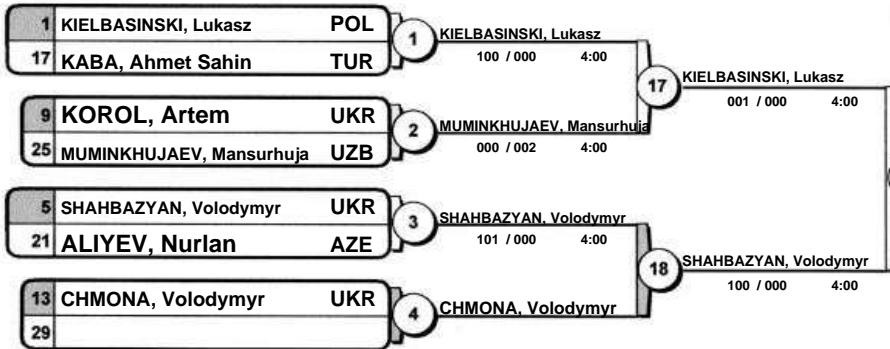 1 KIELBASINSKI, Lukasz POL
17 KABA, Ahmet Sahin TUR
1
KIELBASINSKI, Lukasz
100 / 000 4:00
9 KOROL, Artem UKR
25 MUMINKHUJAEV, Mansurhuja UZB
2
MUMINKHUJAEV, Mansurhuja
000 / 002 4:00
17
KIELBASINSKI, Lukasz
001 / 000 4:00
5 SHAHBAZYAN, Volodymyr UKR
21 ALIYEV, Nurlan AZE
3
SHAHBAZYAN, Volodymyr
101 / 000 4:00
13 CHMONA, Volodymyr UKR
29
4
CHMONA, Volodymyr
18
SHAHBAZYAN, Volodymyr
100 / 000 4:00